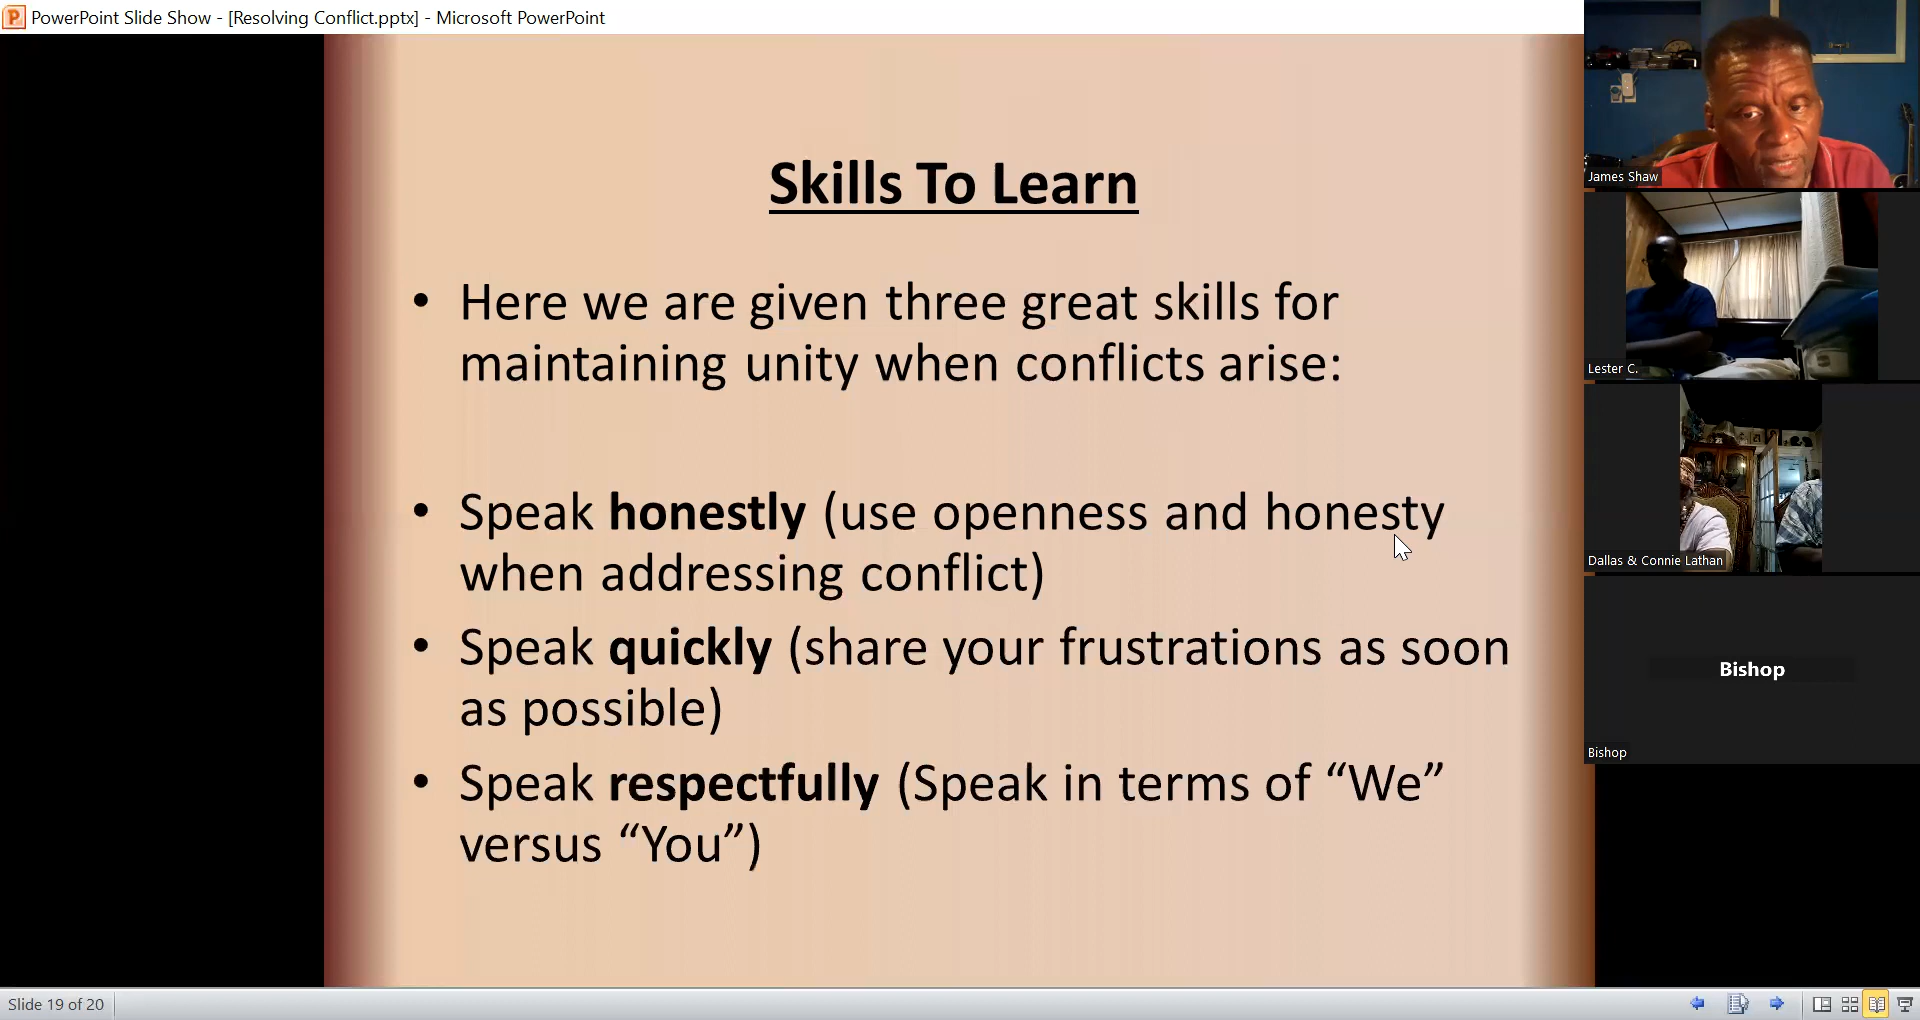 PowerPoint Slide Show - [Resolving Conflict.pptx] - Microsoft PowerPoint
Skills To Learn
• Here we are given three great skills for
maintaining unity when conflicts arise:
• Speak honestly (use openness and honesty
when addressing conflict)
• Speak quickly (share your frustrations as soon
as possible)
• Speak respectfully (Speak in terms of “We”
versus “You”)
James Shaw
Lester C.
Dallas & Connie Lathan
Bishop
Bishop
Slide 19 of 20